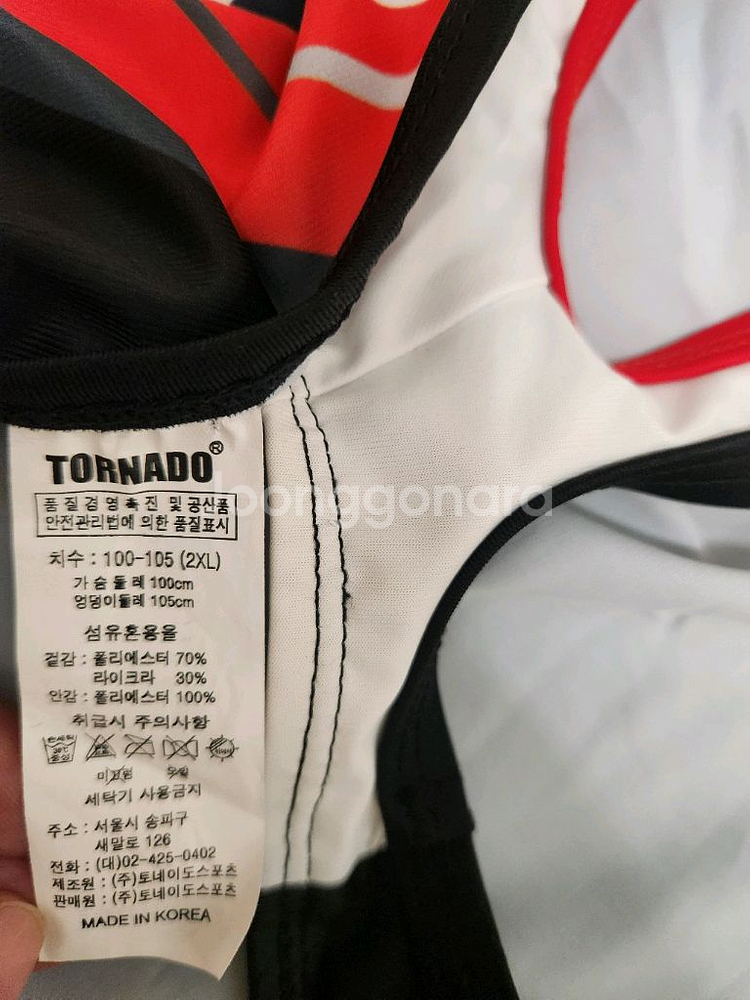 TORNADO®
품질경영촉진 및 공산품
안전관리법에 의한 품질표시
치수 : 100-105 (2XL)
가슴둘레 100cm
엉덩이둘레 105cm
섬유혼용율
겉감 : 폴리에스터 70%
라이크라 30%
안감 : 폴리에스터 100%
취급시 주의사항
세탁기 사용금지
주소 : 서울시 송파구
새말로 126
전화 : (대)02-425-0402
제조원 : (주)토네이도스포츠
판매원 : (주)토네이도스포츠
MADE IN KOREA
joonggonara